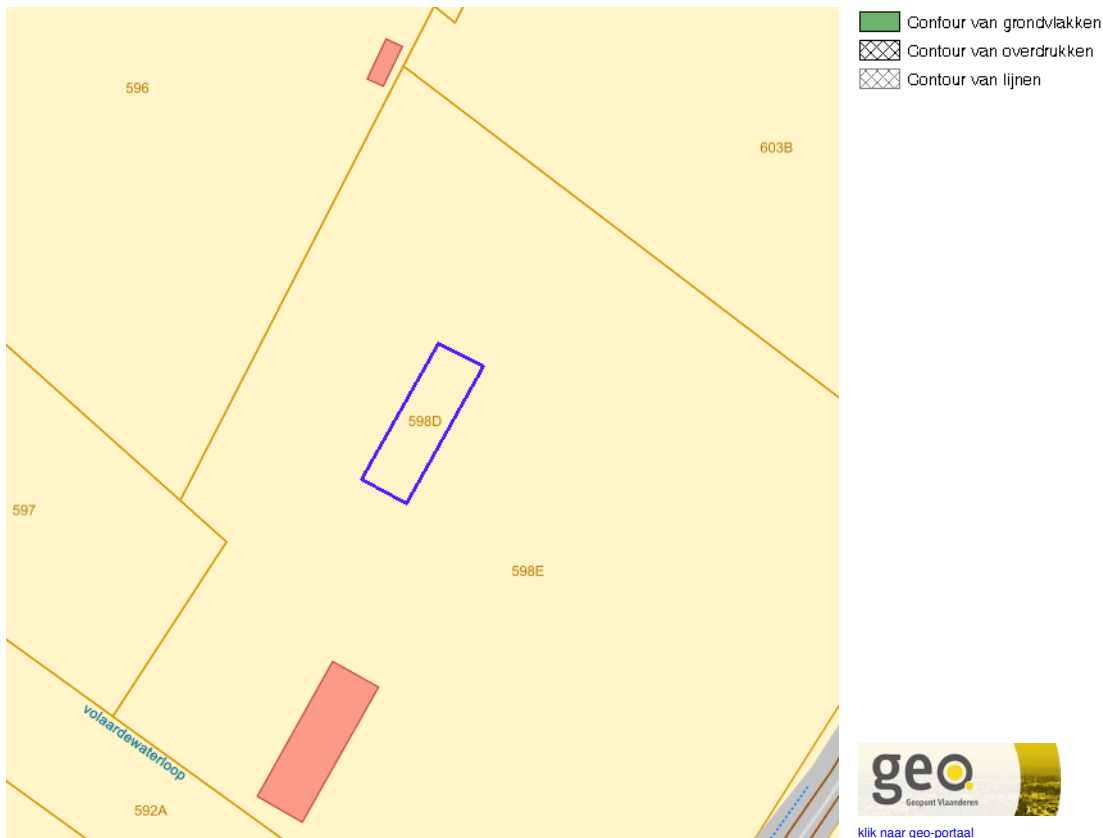 596
603B
598D
597
598E
volaardewaterloop
592A
Contour van grondvlakken
Contour van overdrukken
Contour van lijnen
geo.
Geopunt Vlaanderen
klik naar geo-portaal